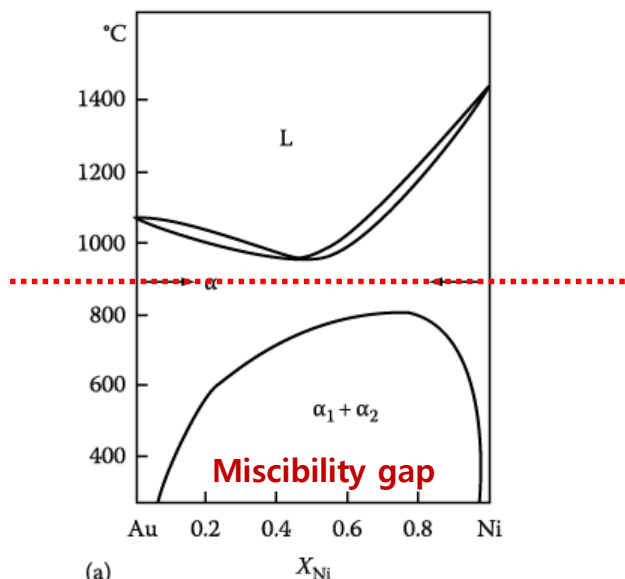 °C
1400
L
1200
1000
α
800
600
α₁ + α₂
400
Miscibility gap
Au 0.2 0.4 0.6 0.8 Ni
(a) X_Ni